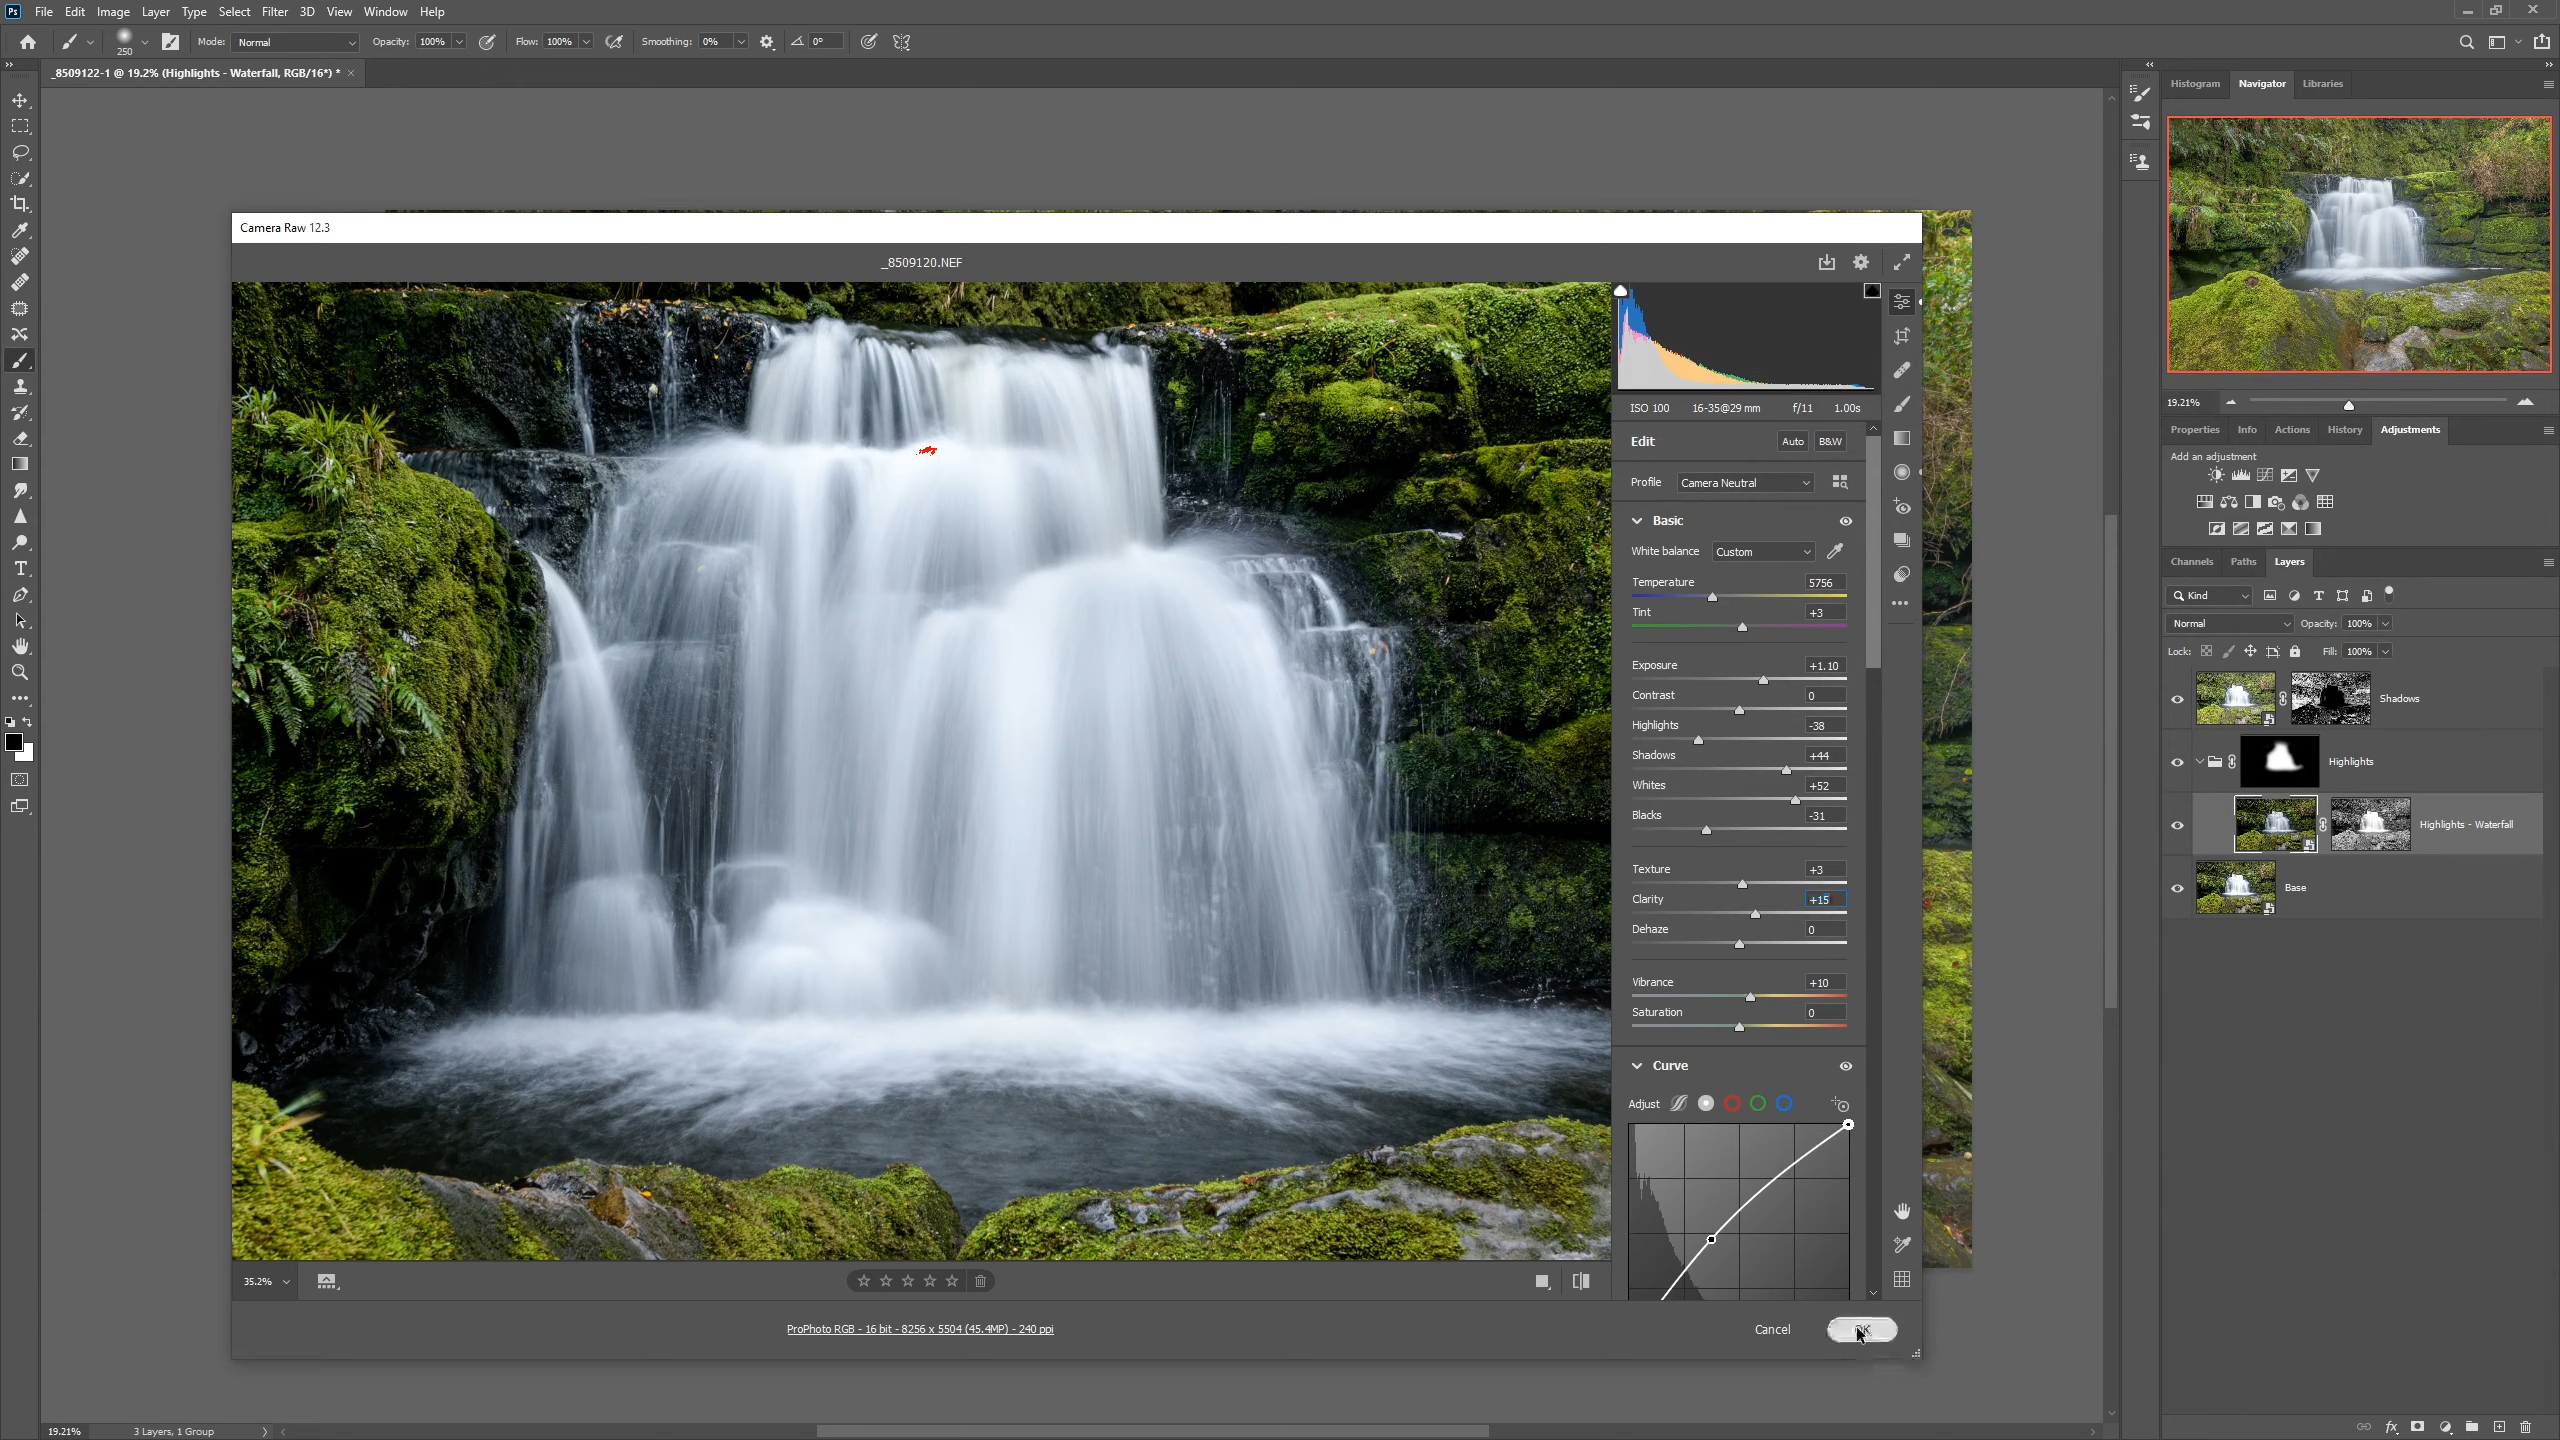 Ps File Edit Image Layer Type Select Filter 3D View Window Help
250 Mode: Normal Opacity: 100% Flow: 100% Smoothing: 0% 0°
_8509122-1 @ 19.2% (Highlights - Waterfall, RGB/16*) * ×
Histogram Navigator Libraries
19.21%
Properties Info Actions History Adjustments
Add an adjustment
Channels Paths Layers
Kind
Normal Opacity: 100%
Lock: Fill: 100%
Shadows
Highlights
Highlights - Waterfall
Base
Camera Raw 12.3
_8509120.NEF
ISO 100 16-35@29 mm f/11 1.00s
Edit Auto B&W
Profile Camera Neutral
Basic
White balance Custom
Temperature 5756
Tint +3
Exposure +1.10
Contrast 0
Highlights -38
Shadows +44
Whites +52
Blacks -31
Texture +3
Clarity +15
Dehaze 0
Vibrance +10
Saturation 0
Curve
Adjust
35.2%
ProPhoto RGB - 16 bit - 8256 x 5504 (45.4MP) - 240 ppi
Cancel
19.21% 3 Layers, 1 Group
fx